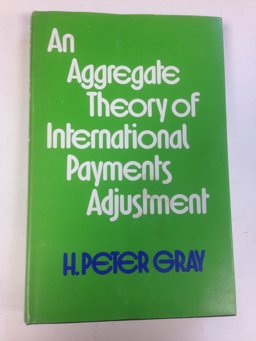 An
Aggregate
Theory of
International
Payments
Adjustment
H. PETER GRAY